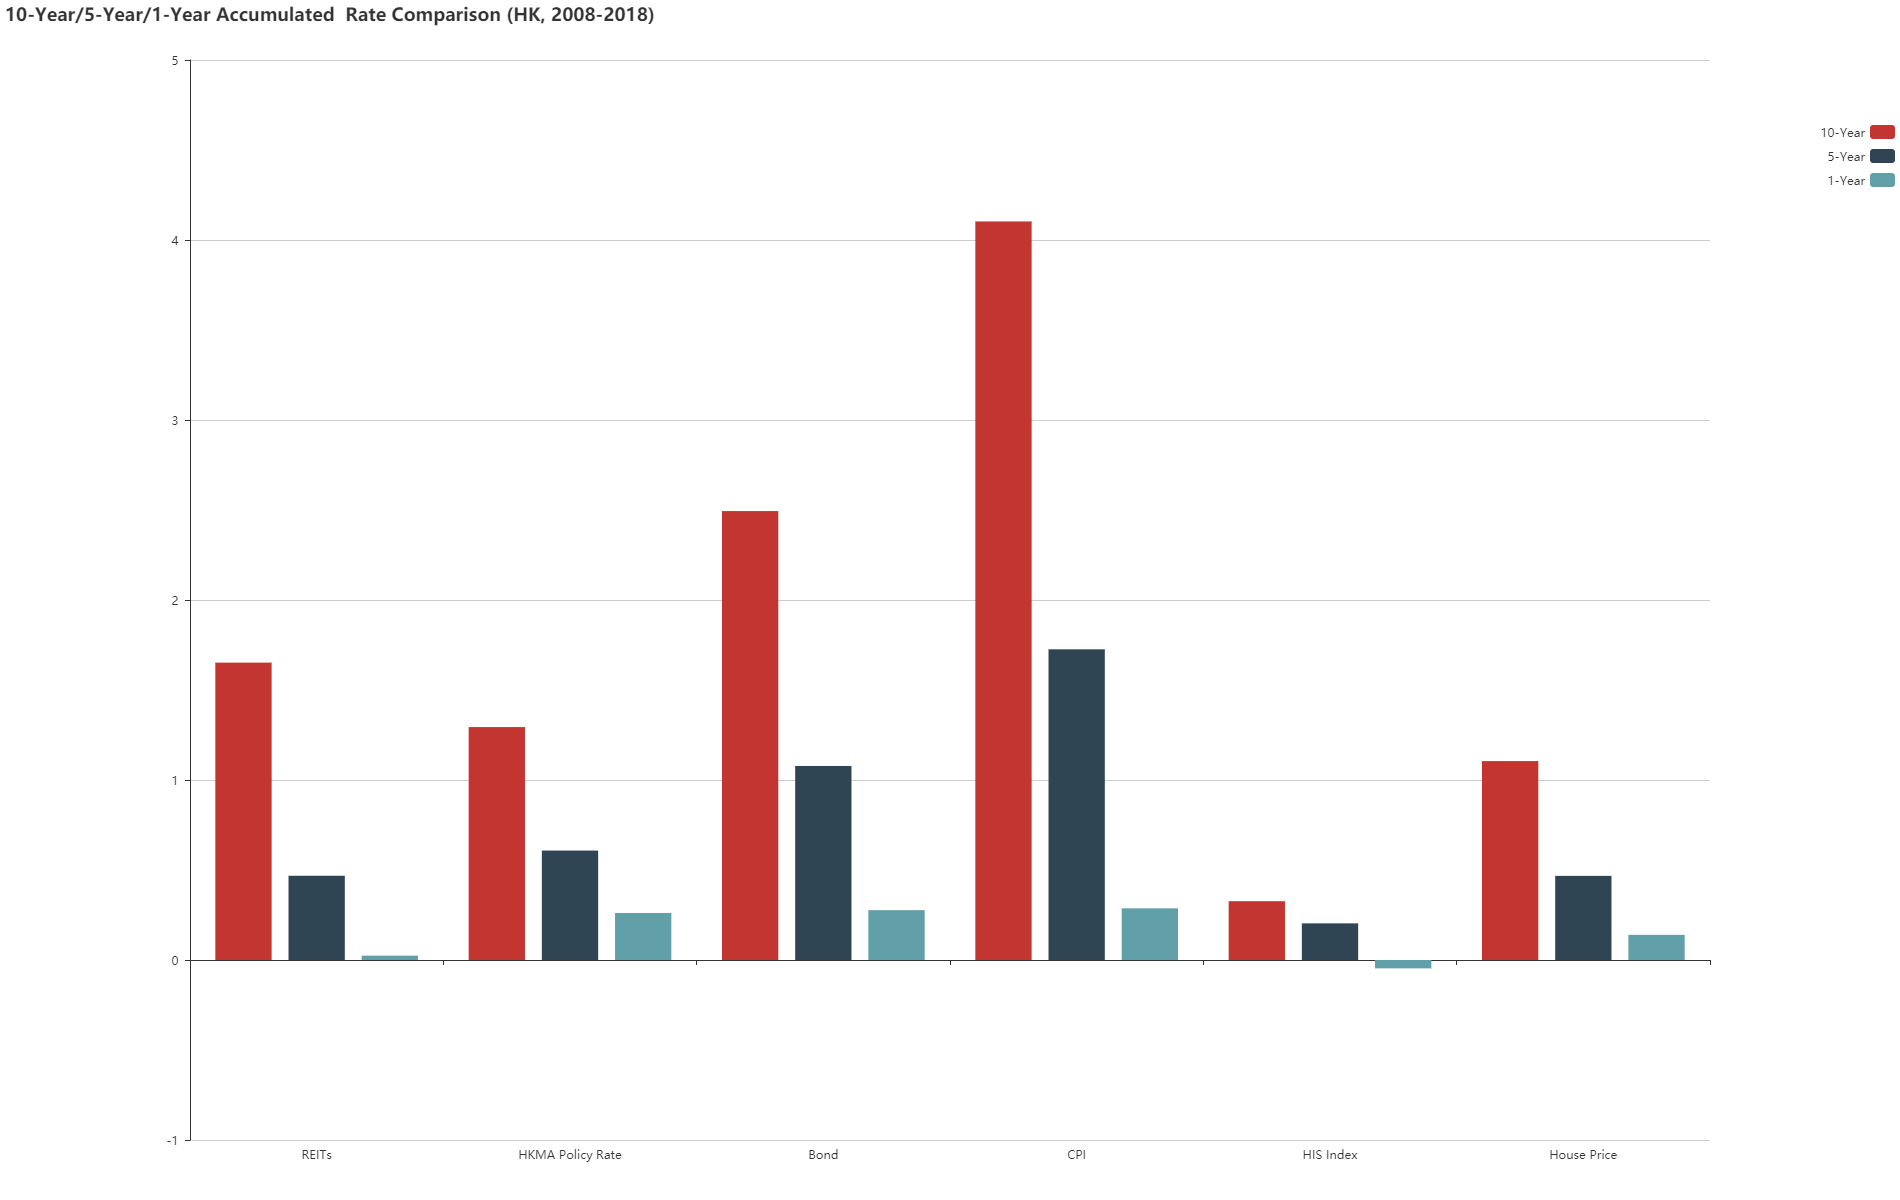 10-Year/5-Year/1-Year Accumulated  Rate Comparison (HK, 2008-2018)
10-Year
5-Year
1-Year
5
4
3
2
1
0
-1
REITs
HKMA Policy Rate
Bond
CPI
HIS Index
House Price